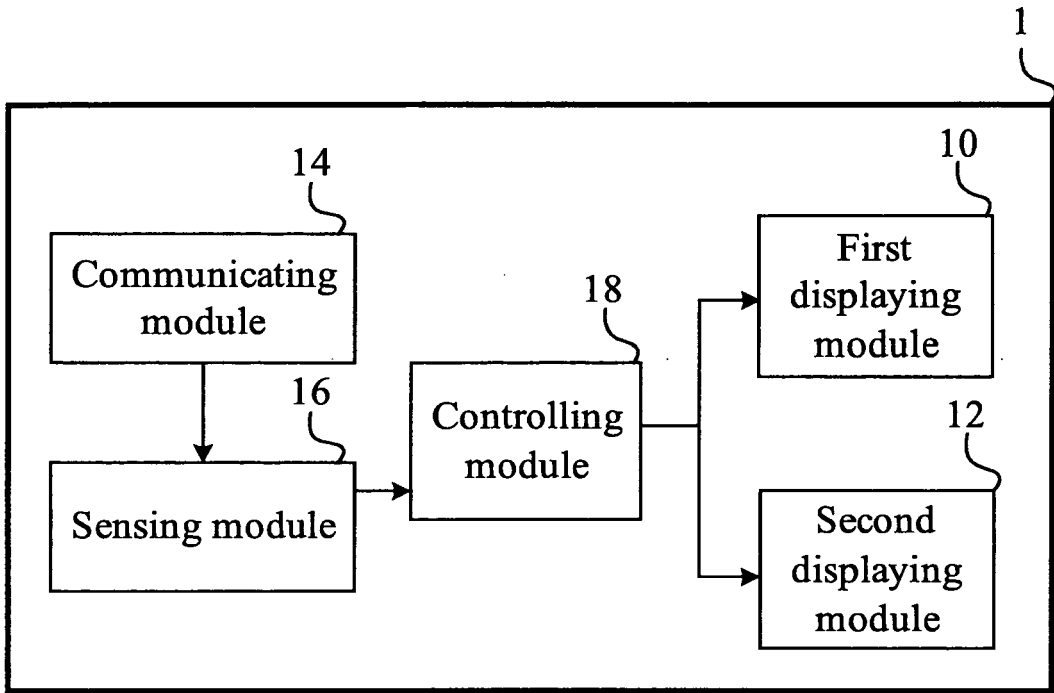 1
14
Communicating
module
16
Sensing module
18
Controlling
module
10
First
displaying
module
12
Second
displaying
module